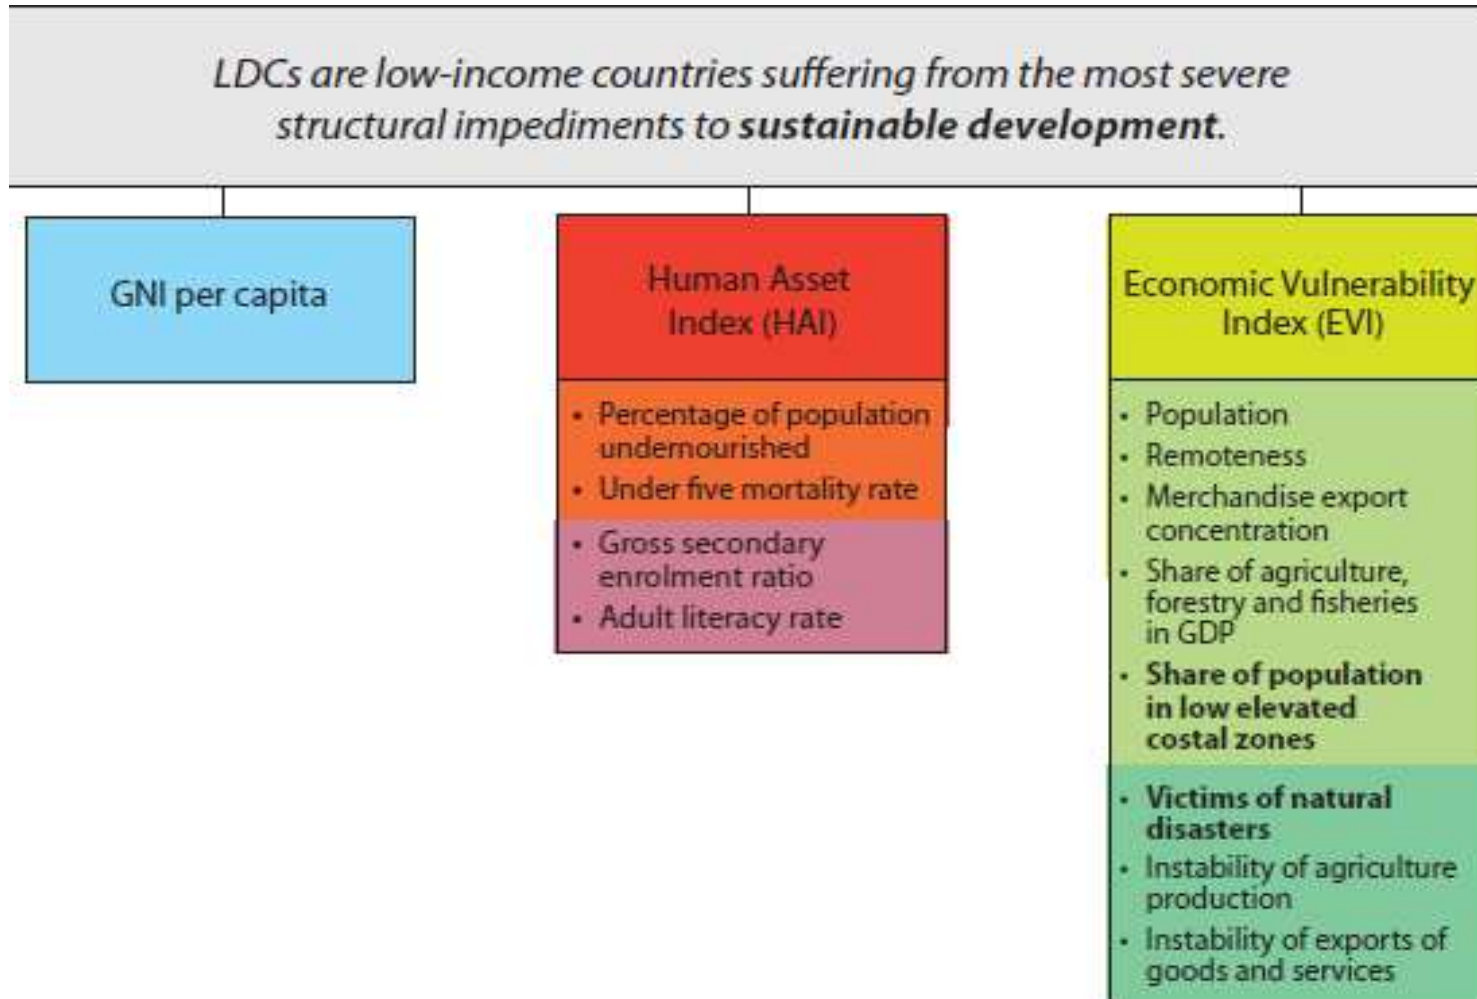 LDCs are low-income countries suffering from the most severe
structural impediments to sustainable development.
GNI per capita
Human Asset
Index (HAI)
• Percentage of population
undernourished
• Under five mortality rate
• Gross secondary
enrolment ratio
• Adult literacy rate
Economic Vulnerability
Index (EVI)
• Population
• Remoteness
• Merchandise export
concentration
• Share of agriculture,
forestry and fisheries
in GDP
• Share of population
in low elevated
costal zones
• Victims of natural
disasters
• Instability of agriculture
production
• Instability of exports of
goods and services